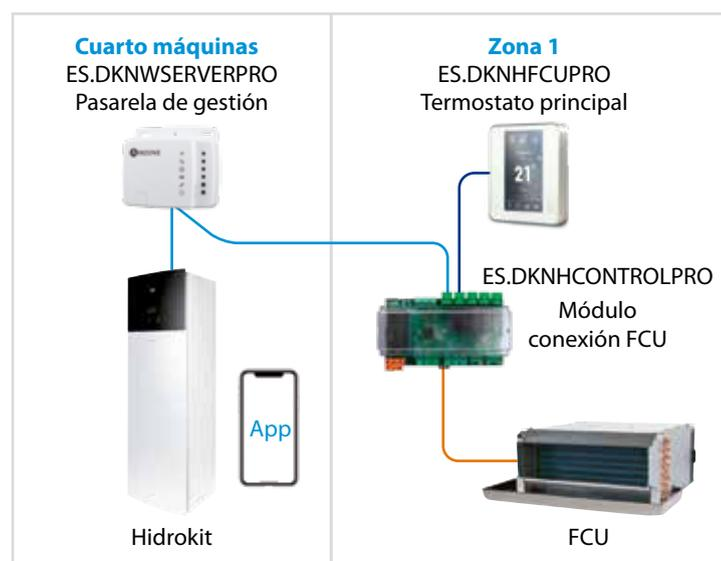 Cuarto máquinas
ES.DKNWSERVERPRO
Pasarela de gestión
Zona 1
ES.DKNHFCUPRO
Termostato principal
21°
ES.DKNHCONTROLPRO
Módulo
conexión FCU
App
Hidrokit
FCU